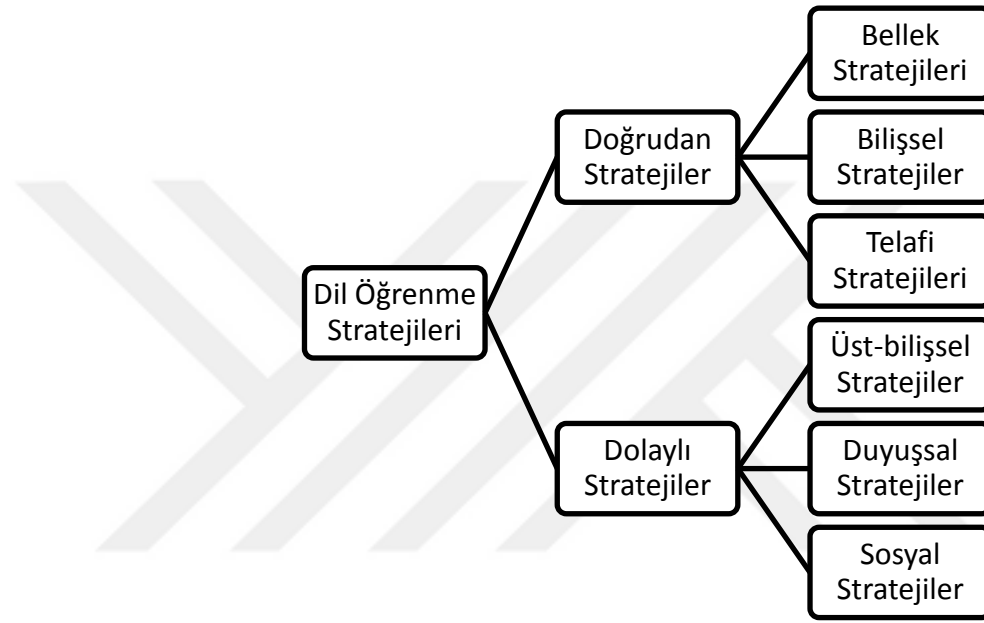 Dil Öğrenme
Stratejileri
Doğrudan
Stratejiler
Bellek
Stratejileri
Bilişsel
Stratejiler
Telafi
Stratejileri
Dolaylı
Stratejiler
Üst-bilişsel
Stratejiler
Duyuşsal
Stratejiler
Sosyal
Stratejiler